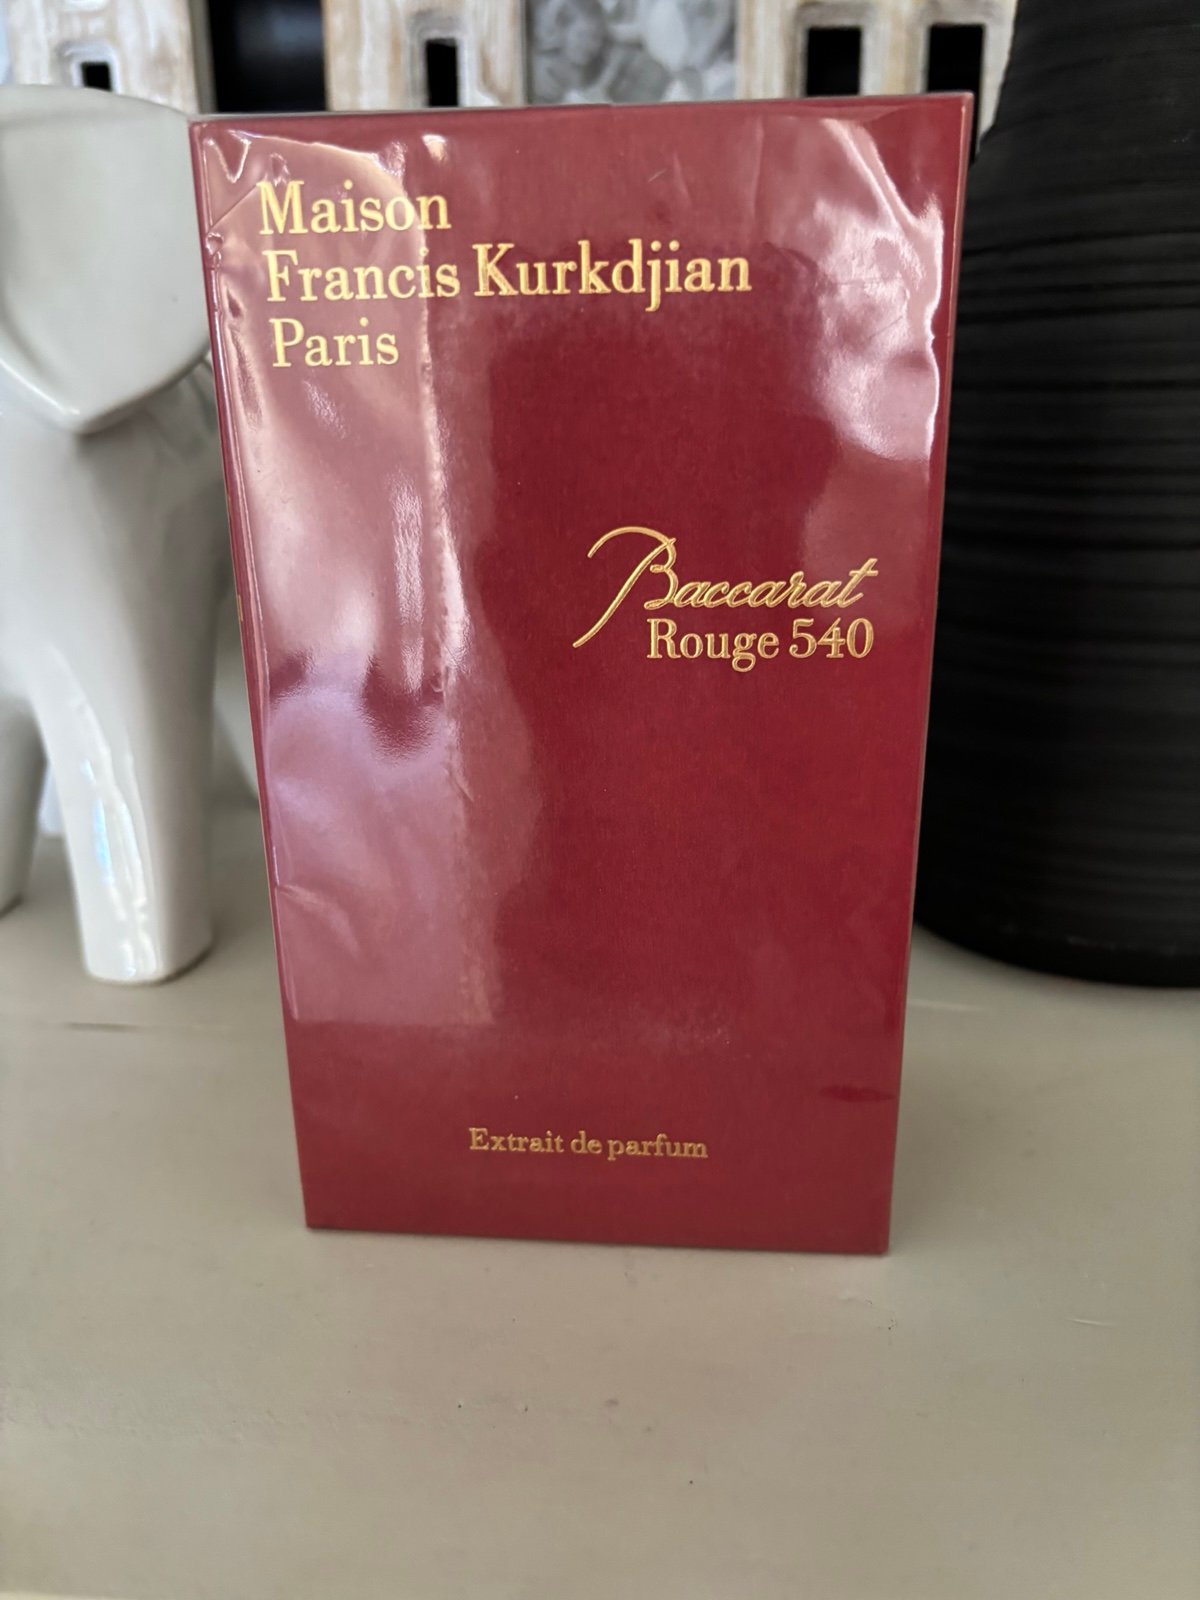 Maison
Francis Kurkdjian
Paris
Baccarat
Rouge 540
Extrait de parfum